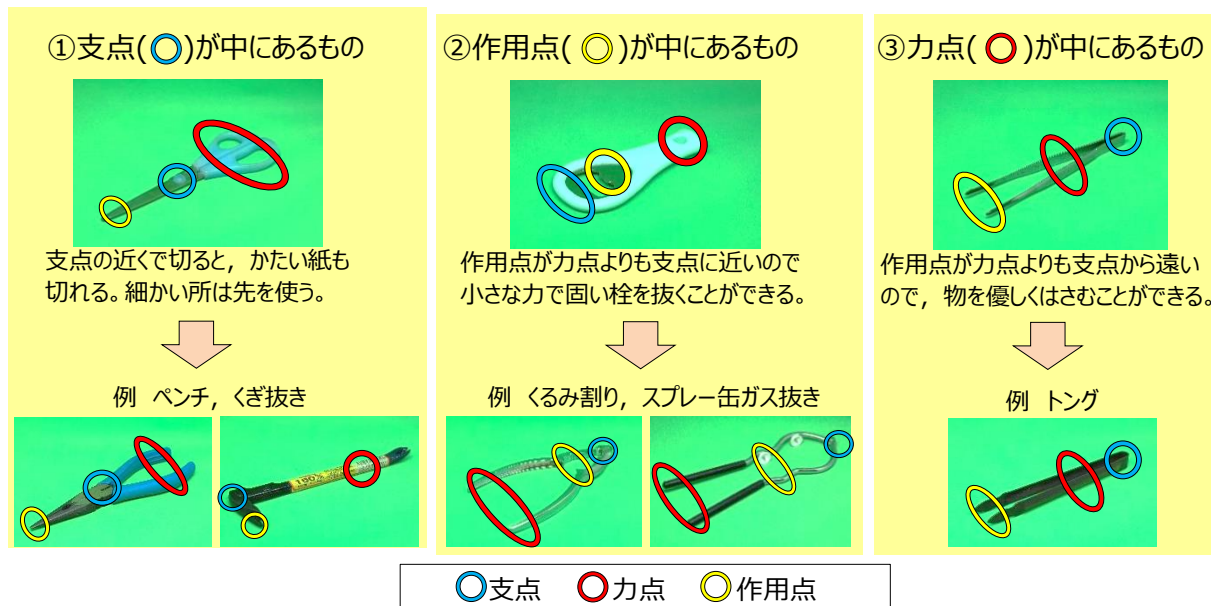 ①支点(○)が中にあるもの
支点の近くで切ると，かたい紙も
切れる。細かい所は先を使う。
例　ペンチ，くぎ抜き
②作用点(○)が中にあるもの
作用点が力点よりも支点に近いので
小さな力で固い栓を抜くことができる。
例　くるみ割り，スプレー缶ガス抜き
③力点(○)が中にあるもの
作用点が力点よりも支点から遠い
ので，物を優しくはさむことができる。
例　トング
○支点　○力点　○作用点